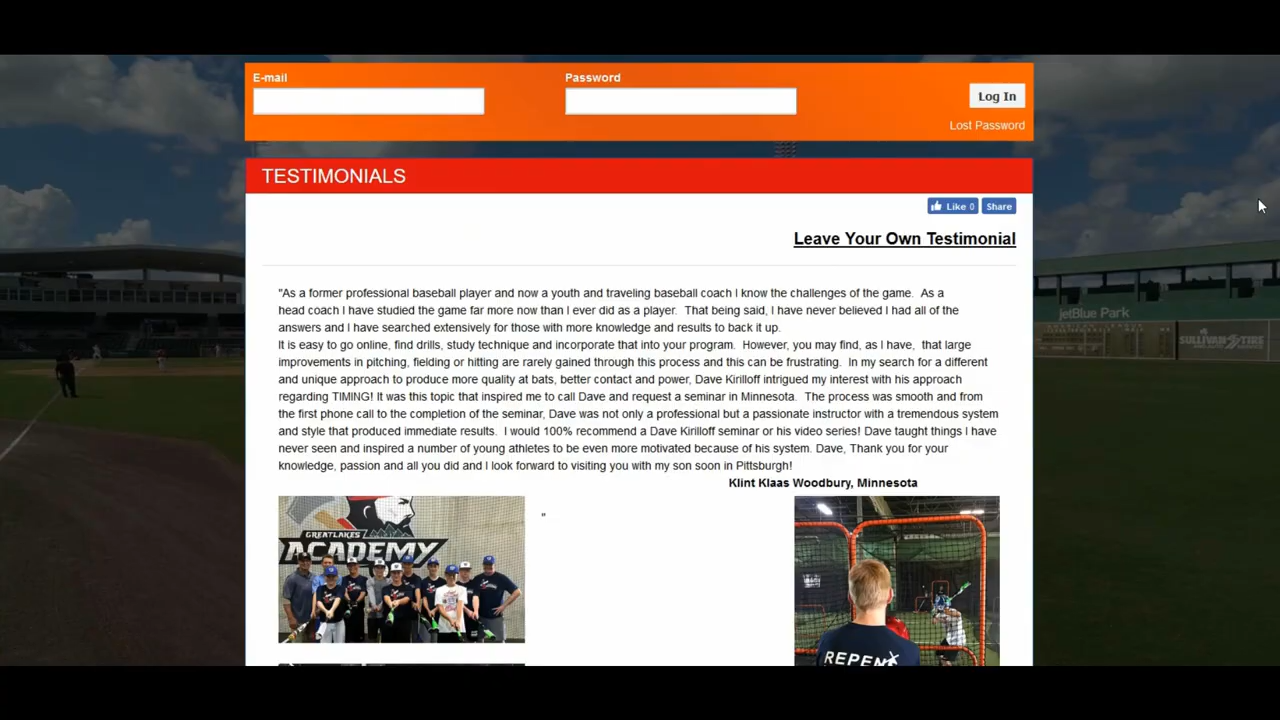 E-mail
Password
Log In
Lost Password
TESTIMONIALS
Like 0
Share
Leave Your Own Testimonial
"As a former professional baseball player and now a youth and traveling baseball coach I know the challenges of the game.  As a
head coach I have studied the game far more now than I ever did as a player.  That being said, I have never believed I had all of the
answers and I have searched extensively for those with more knowledge and results to back it up.
It is easy to go online, find drills, study technique and incorporate that into your program.  However, you may find, as I have,  that large
improvements in pitching, fielding or hitting are rarely gained through this process and this can be frustrating.  In my search for a different
and unique approach to produce more quality at bats, better contact and power, Dave Kirilloff intrigued my interest with his approach
regarding TIMING! It was this topic that inspired me to call Dave and request a seminar in Minnesota.  The process was smooth and from
the first phone call to the completion of the seminar, Dave was not only a professional but a passionate instructor with a tremendous system
and style that produced immediate results.  I would 100% recommend a Dave Kirilloff seminar or his video series! Dave taught things I have
never seen and inspired a number of young athletes to be even more motivated because of his system. Dave, Thank you for your
knowledge, passion and all you did and I look forward to visiting you with my son soon in Pittsburgh!
Klint Klaas Woodbury, Minnesota
"
GREATLAKES
ACADEMY
REPEN
jetBlue Park
SULLIVAN TIRE